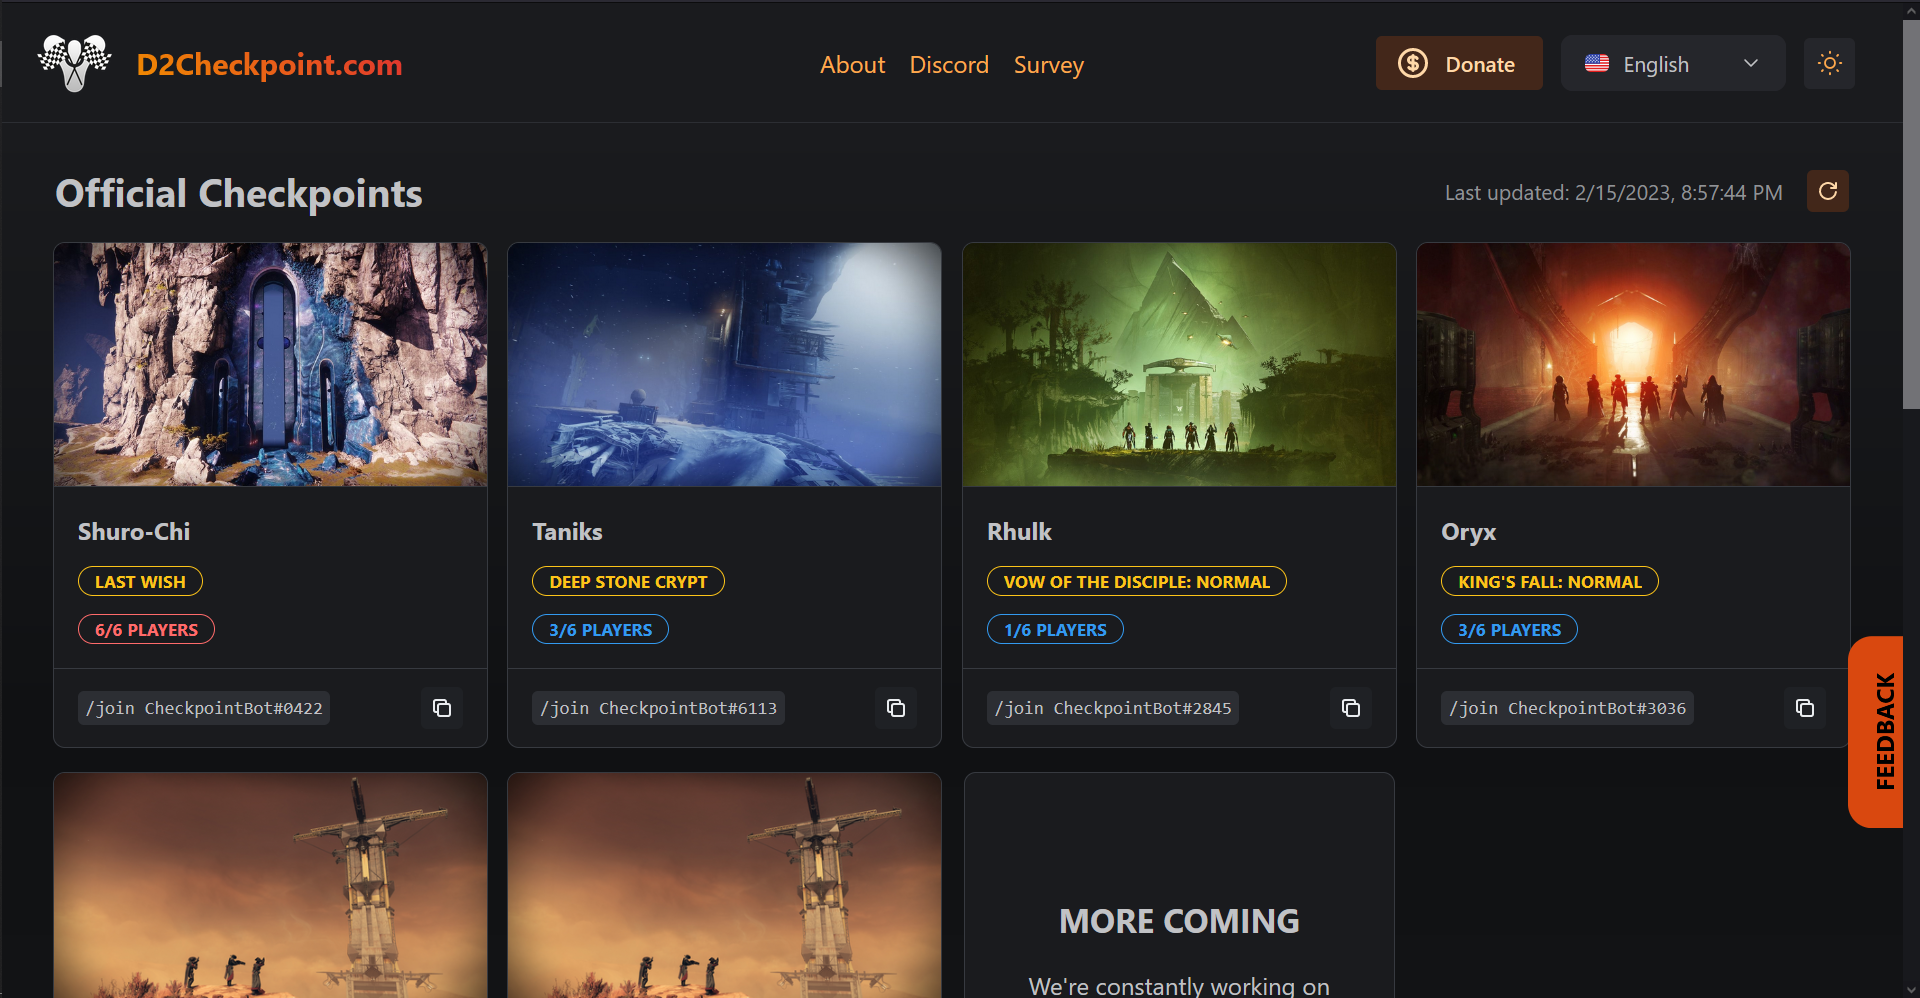 D2Checkpoint.com
About Discord Survey
Donate
English
Official Checkpoints
Last updated: 2/15/2023, 8:57:44 PM
Shuro-Chi
LAST WISH
6/6 PLAYERS
/join CheckpointBot#0422
Taniks
DEEP STONE CRYPT
3/6 PLAYERS
/join CheckpointBot#6113
Rhulk
VOW OF THE DISCIPLE: NORMAL
1/6 PLAYERS
/join CheckpointBot#2845
Oryx
KING'S FALL: NORMAL
3/6 PLAYERS
/join CheckpointBot#3036
FEEDBACK
MORE COMING
We're constantly working on